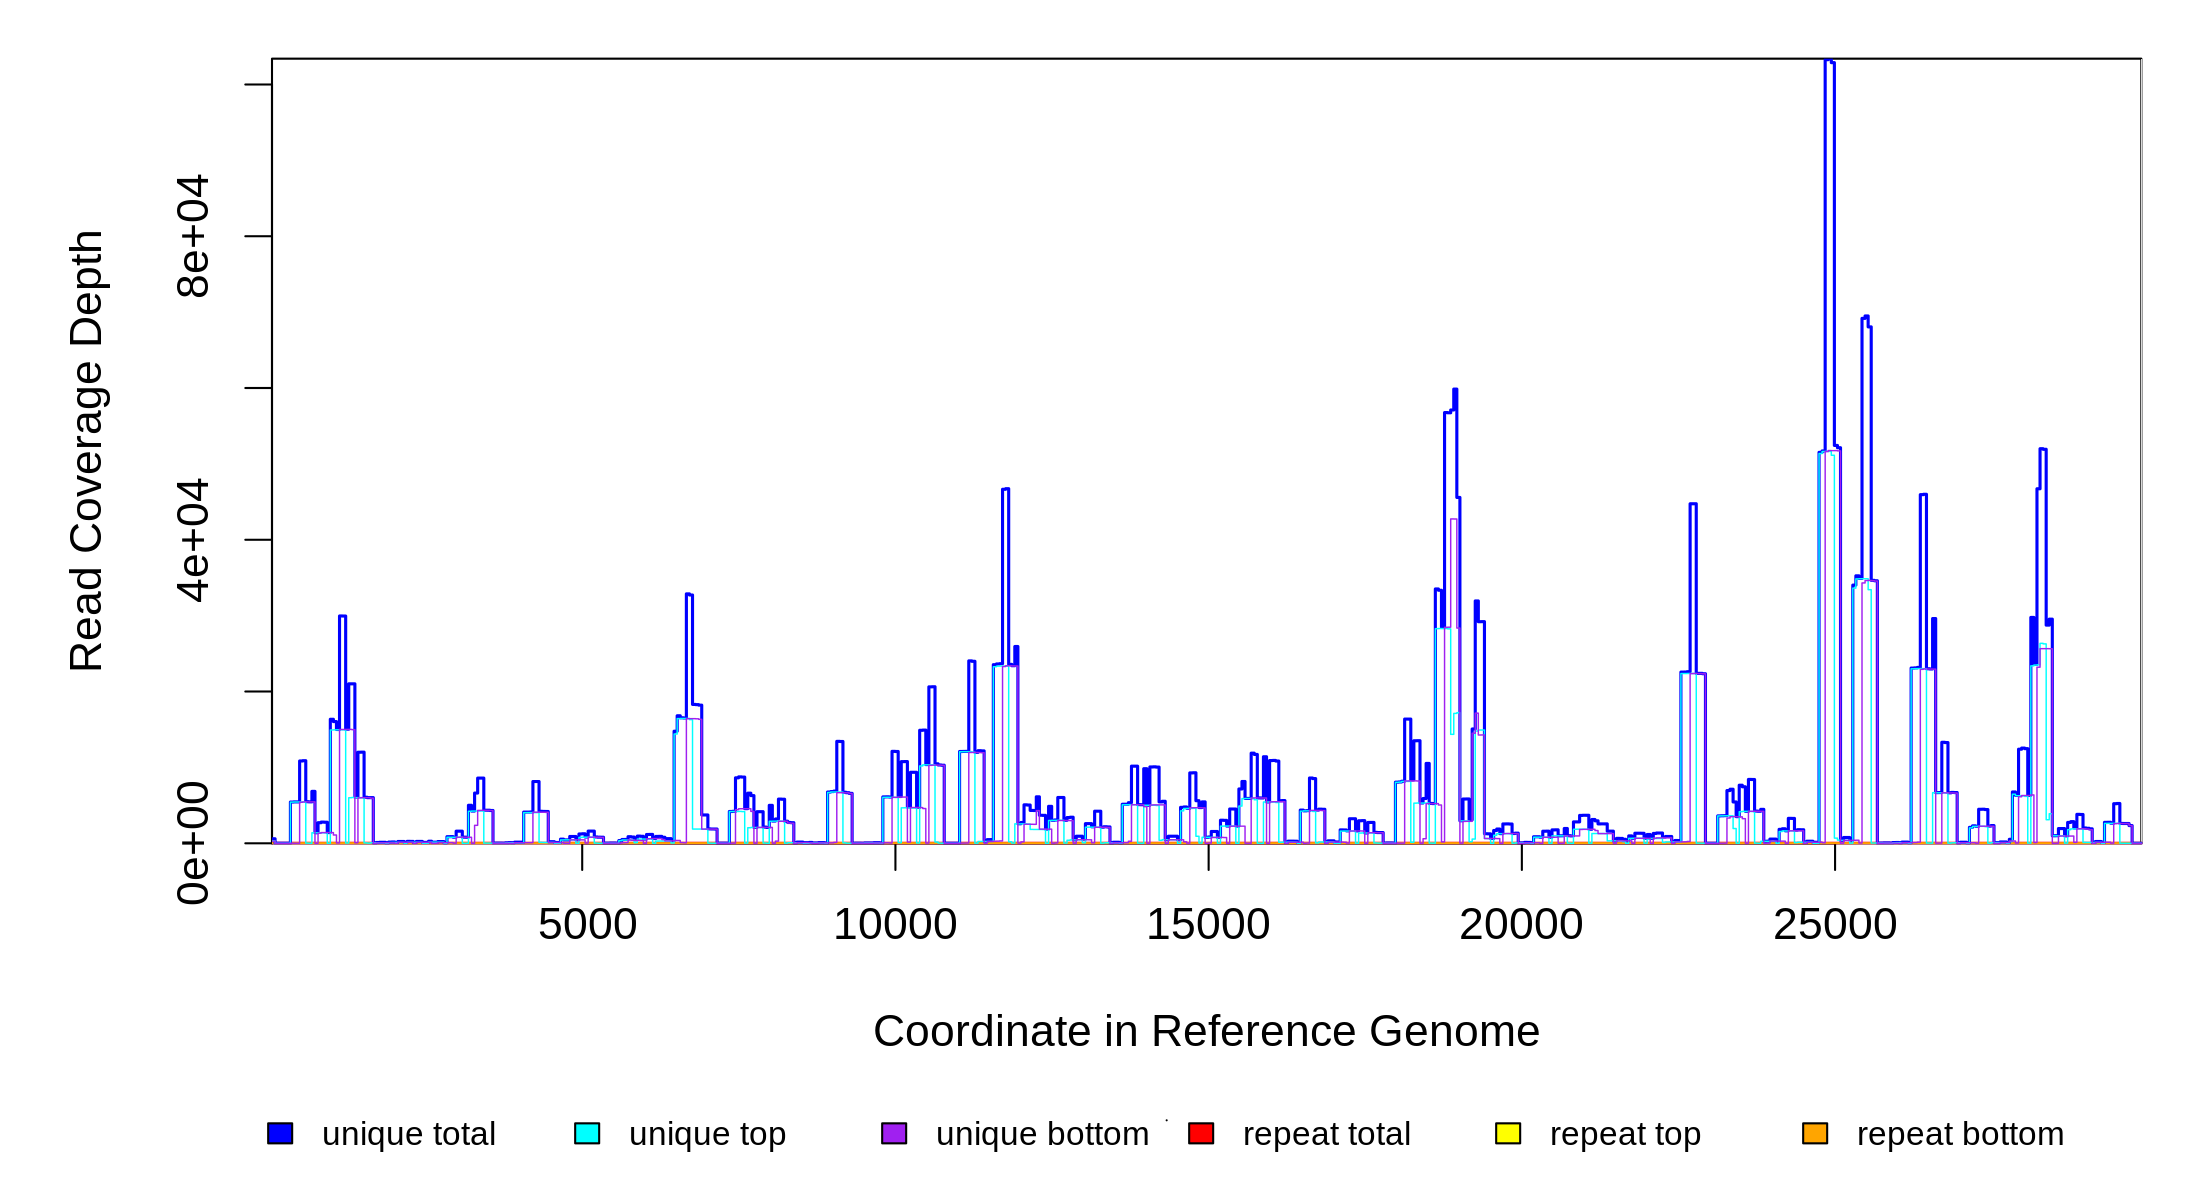 Read Coverage Depth
8e+04
4e+04
0e+00
5000 10000 15000 20000 25000
Coordinate in Reference Genome
unique total unique top unique bottom repeat total repeat top repeat bottom